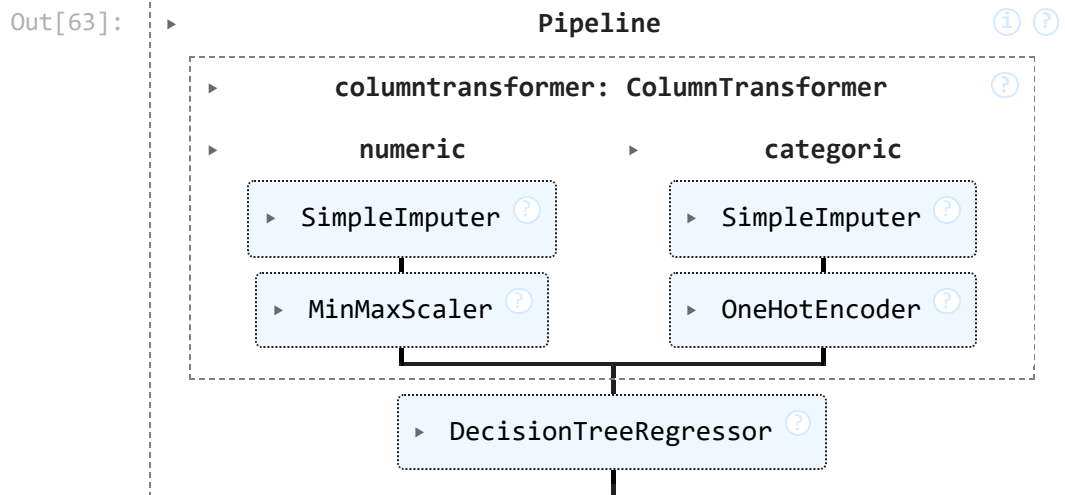 Out[63]: ▸ Pipeline i ?
▸ columntransformer: ColumnTransformer ?
▸ numeric ▸ categoric
▸ SimpleImputer ? ▸ SimpleImputer ?
▸ MinMaxScaler ? ▸ OneHotEncoder ?
▸ DecisionTreeRegressor ?